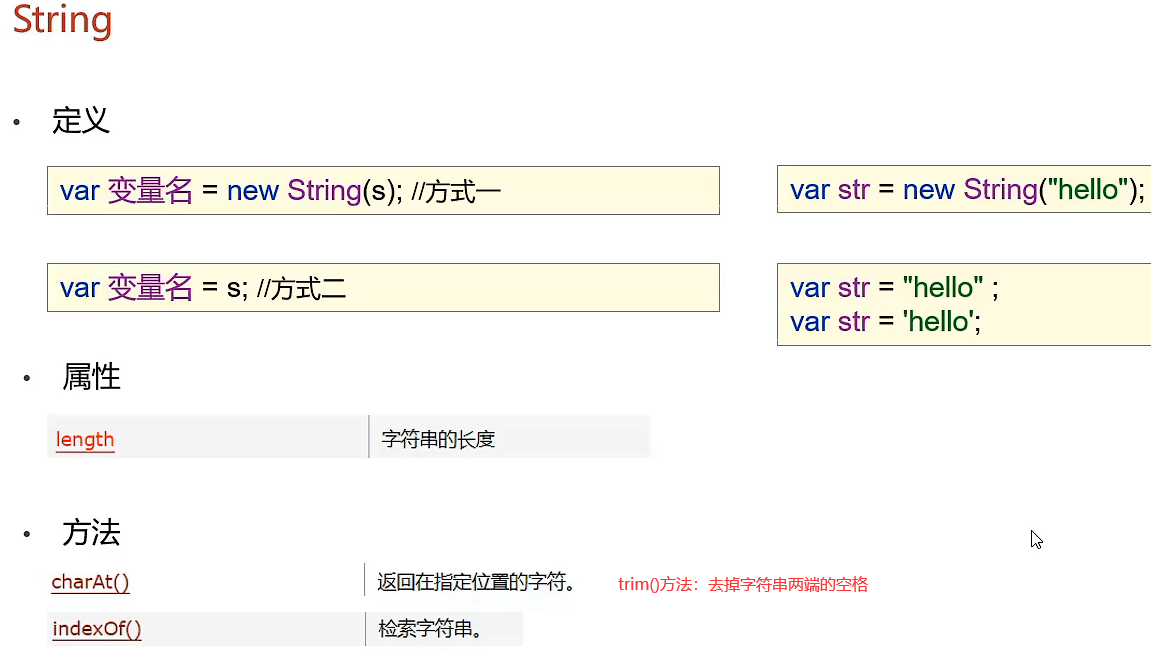 String
• 定义
var 变量名 = new String(s); //方式一
var str = new String("hello");
var 变量名 = s; //方式二
var str = "hello" ;
var str = 'hello';
• 属性
length 字符串的长度
• 方法
charAt() 返回在指定位置的字符。 trim()方法：去掉字符串两端的空格
indexOf() 检索字符串。